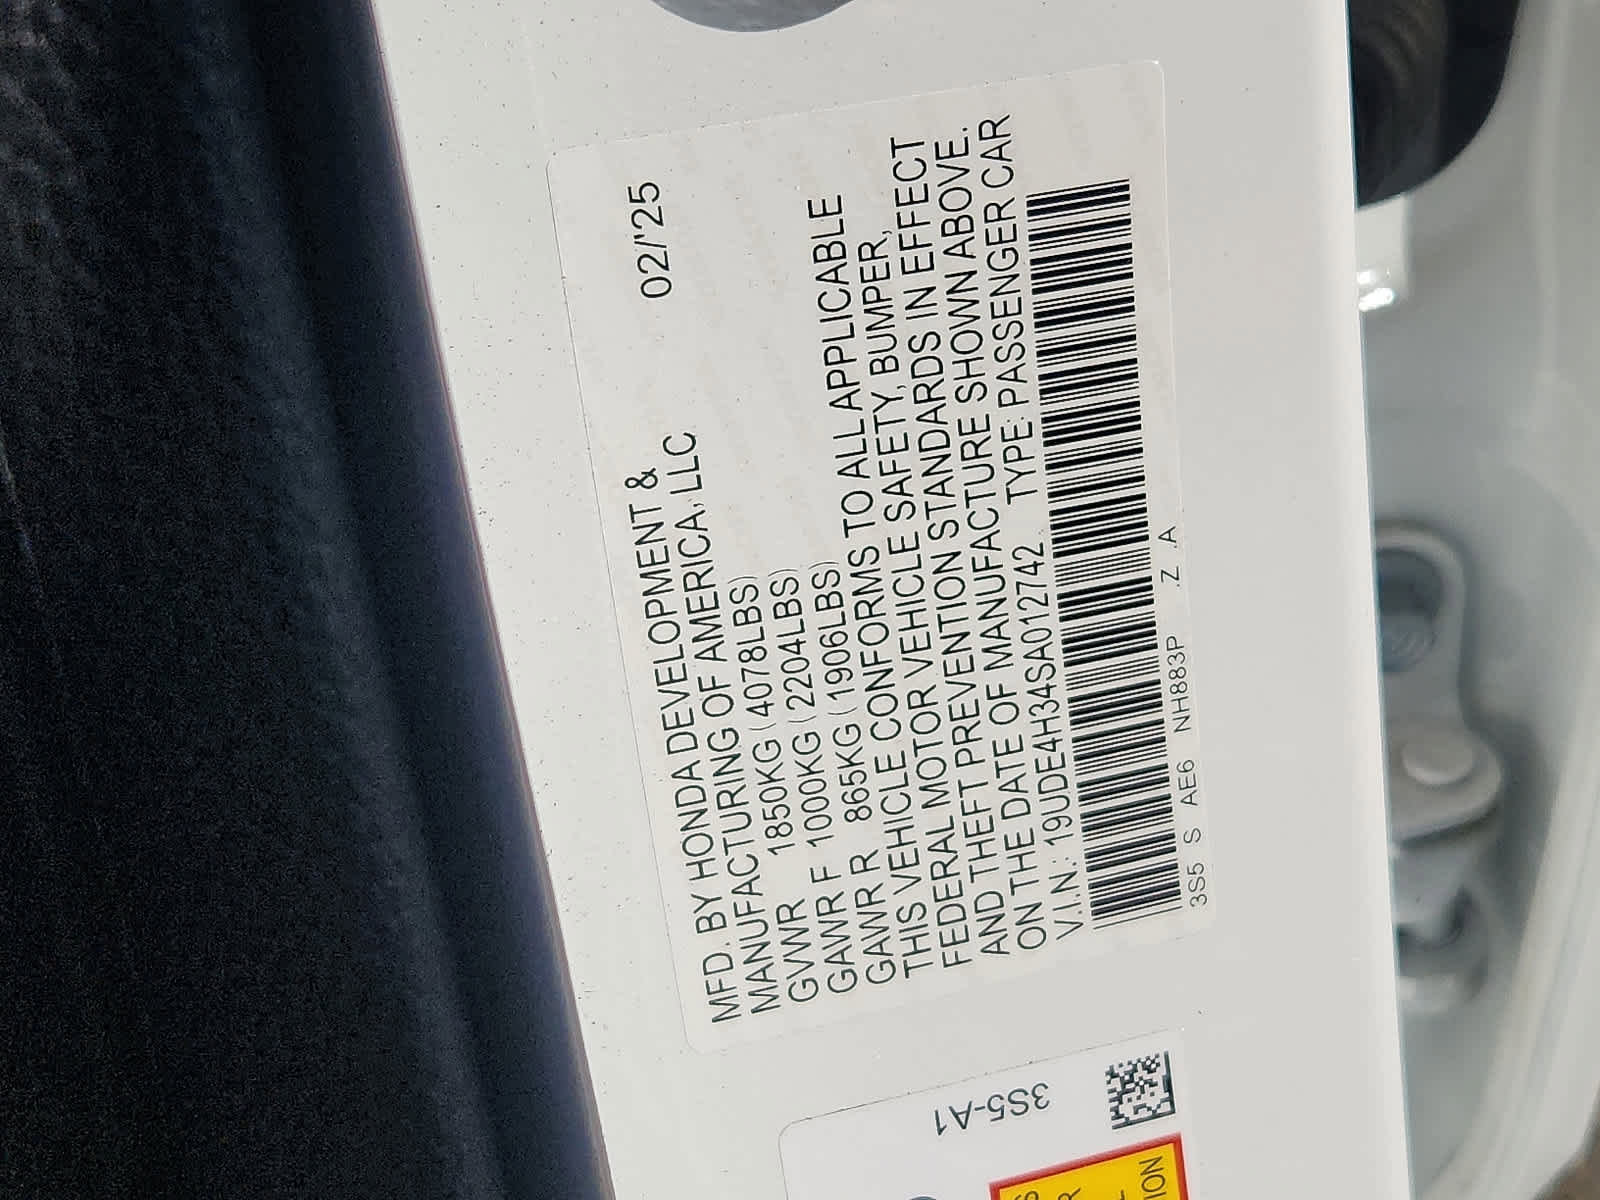 MFD. BY HONDA DEVELOPMENT & 02/'25
MANUFACTURING OF AMERICA, LLC
GVWR 1850KG (4078LBS)
GAWR F 1000KG (2204LBS)
GAWR R 865KG (1906LBS)
THIS VEHICLE CONFORMS TO ALL APPLICABLE
FEDERAL MOTOR VEHICLE SAFETY, BUMPER,
AND THEFT PREVENTION STANDARDS IN EFFECT
ON THE DATE OF MANUFACTURE SHOWN ABOVE.
V.I.N.: 19UDE4H34SA012742 TYPE: PASSENGER CAR
3S5 S AE6 NH883P Z A
3S5-A1